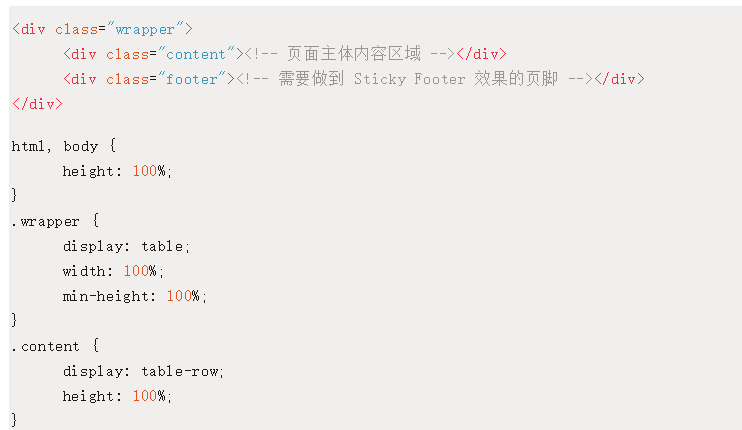 <div class="wrapper">
<div class="content"><!-- 页面主体内容区域 --></div>
<div class="footer"><!-- 需要做到 Sticky Footer 效果的页脚 --></div>
</div>
html, body {
height: 100%;
}
.wrapper {
display: table;
width: 100%;
min-height: 100%;
}
.content {
display: table-row;
height: 100%;
}